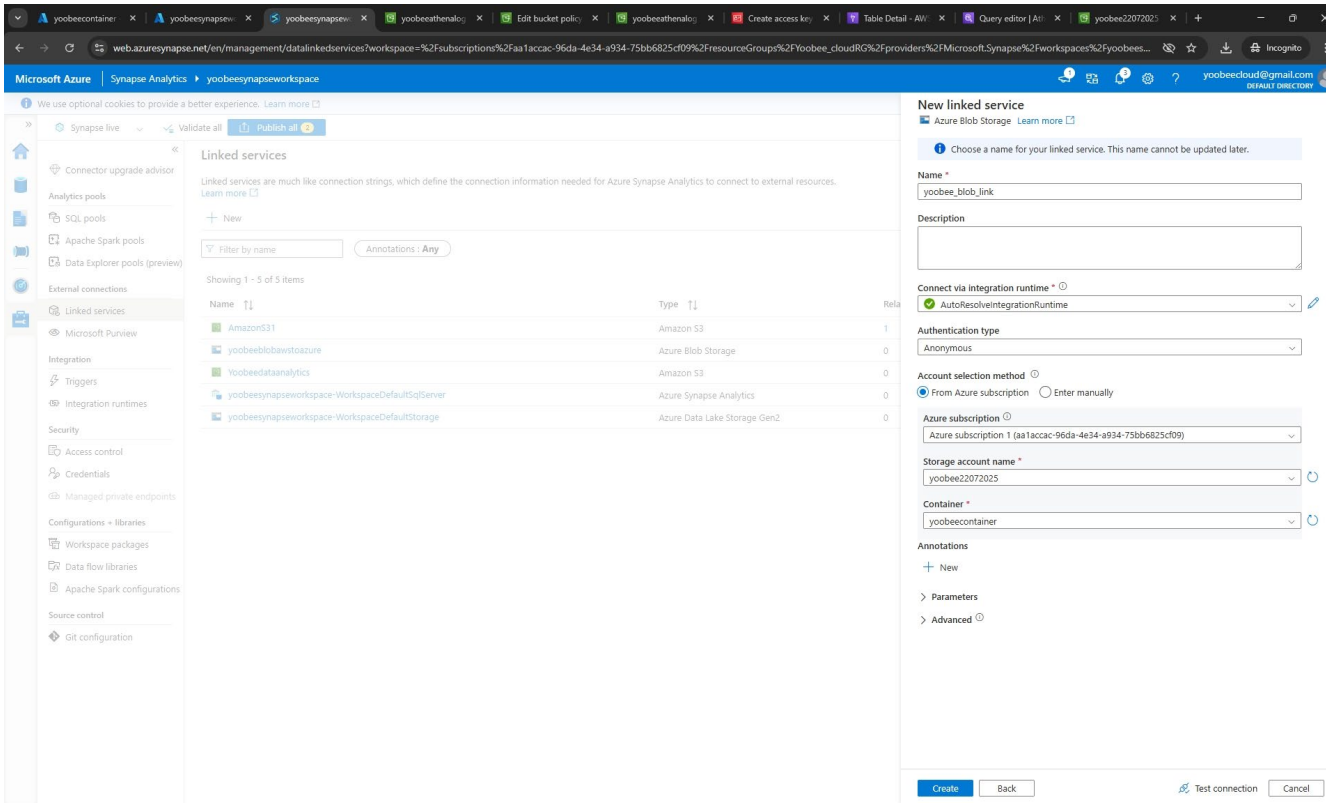 yoobeecontainer
yoobeesynapsew
yoobeesynapsew
yoobeeathenalog
Edit bucket policy
yoobeeathenalog
Create access key
Table Detail - AW
Query editor | Ath
yoobee22072025
web.azuresynapse.net/en/management/datalinkedservices?workspace=%2Fsubscriptions%2Faa1accac-96da-4e34-a934-75bb6825cf09%2FresourceGroups%2FYoobee_cloudRG%2Fproviders%2FMicrosoft.Synapse%2Fworkspaces%2Fyoobees...
Incognito
Microsoft Azure | Synapse Analytics yoobeesynapseworkspace
1
3
yoobeecloud@gmail.com
DEFAULT DIRECTORY
We use optional cookies to provide a better experience. Learn more
Synapse live
Validate all
Publish all 2
Connector upgrade advisor
Analytics pools
SQL pools
Apache Spark pools
Data Explorer pools (preview)
External connections
Linked services
Microsoft Purview
Integration
Triggers
Integration runtimes
Security
Access control
Credentials
Managed private endpoints
Configurations + libraries
Workspace packages
Data flow libraries
Apache Spark configurations
Source control
Git configuration
Linked services
Linked services are much like connection strings, which define the connection information needed for Azure Synapse Analytics to connect to external resources.
Learn more
+ New
Filter by name
Annotations : Any
Showing 1 - 5 of 5 items
Name Type Rela
AmazonS31 Amazon S3 1
yoobeeblobawstoazure Azure Blob Storage 0
Yoobeedataanalytics Amazon S3 0
yoobeesynapseworkspace-WorkspaceDefaultSqlServer Azure Synapse Analytics 0
yoobeesynapseworkspace-WorkspaceDefaultStorage Azure Data Lake Storage Gen2 0
New linked service
Azure Blob Storage Learn more
Choose a name for your linked service. This name cannot be updated later.
Name *
yoobee_blob_link
Description
Connect via integration runtime *
AutoResolveIntegrationRuntime
Authentication type
Anonymous
Account selection method
From Azure subscription Enter manually
Azure subscription
Azure subscription 1 (aa1accac-96da-4e34-a934-75bb6825cf09)
Storage account name *
yoobee22072025
Container *
yoobeecontainer
Annotations
+ New
Parameters
Advanced
Create
Back
Test connection
Cancel